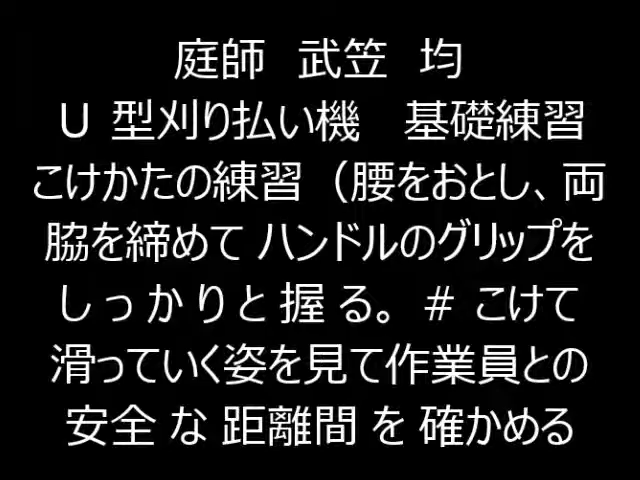 庭師　武笠　均
U 型刈り払い機　基礎練習
こけかたの練習 （腰をおとし、両
脇を締めて ハンドルのグリップを
し っ か り と 握 る。 # こけて
滑っていく姿を見て作業員との
安全 な 距離間 を 確かめる